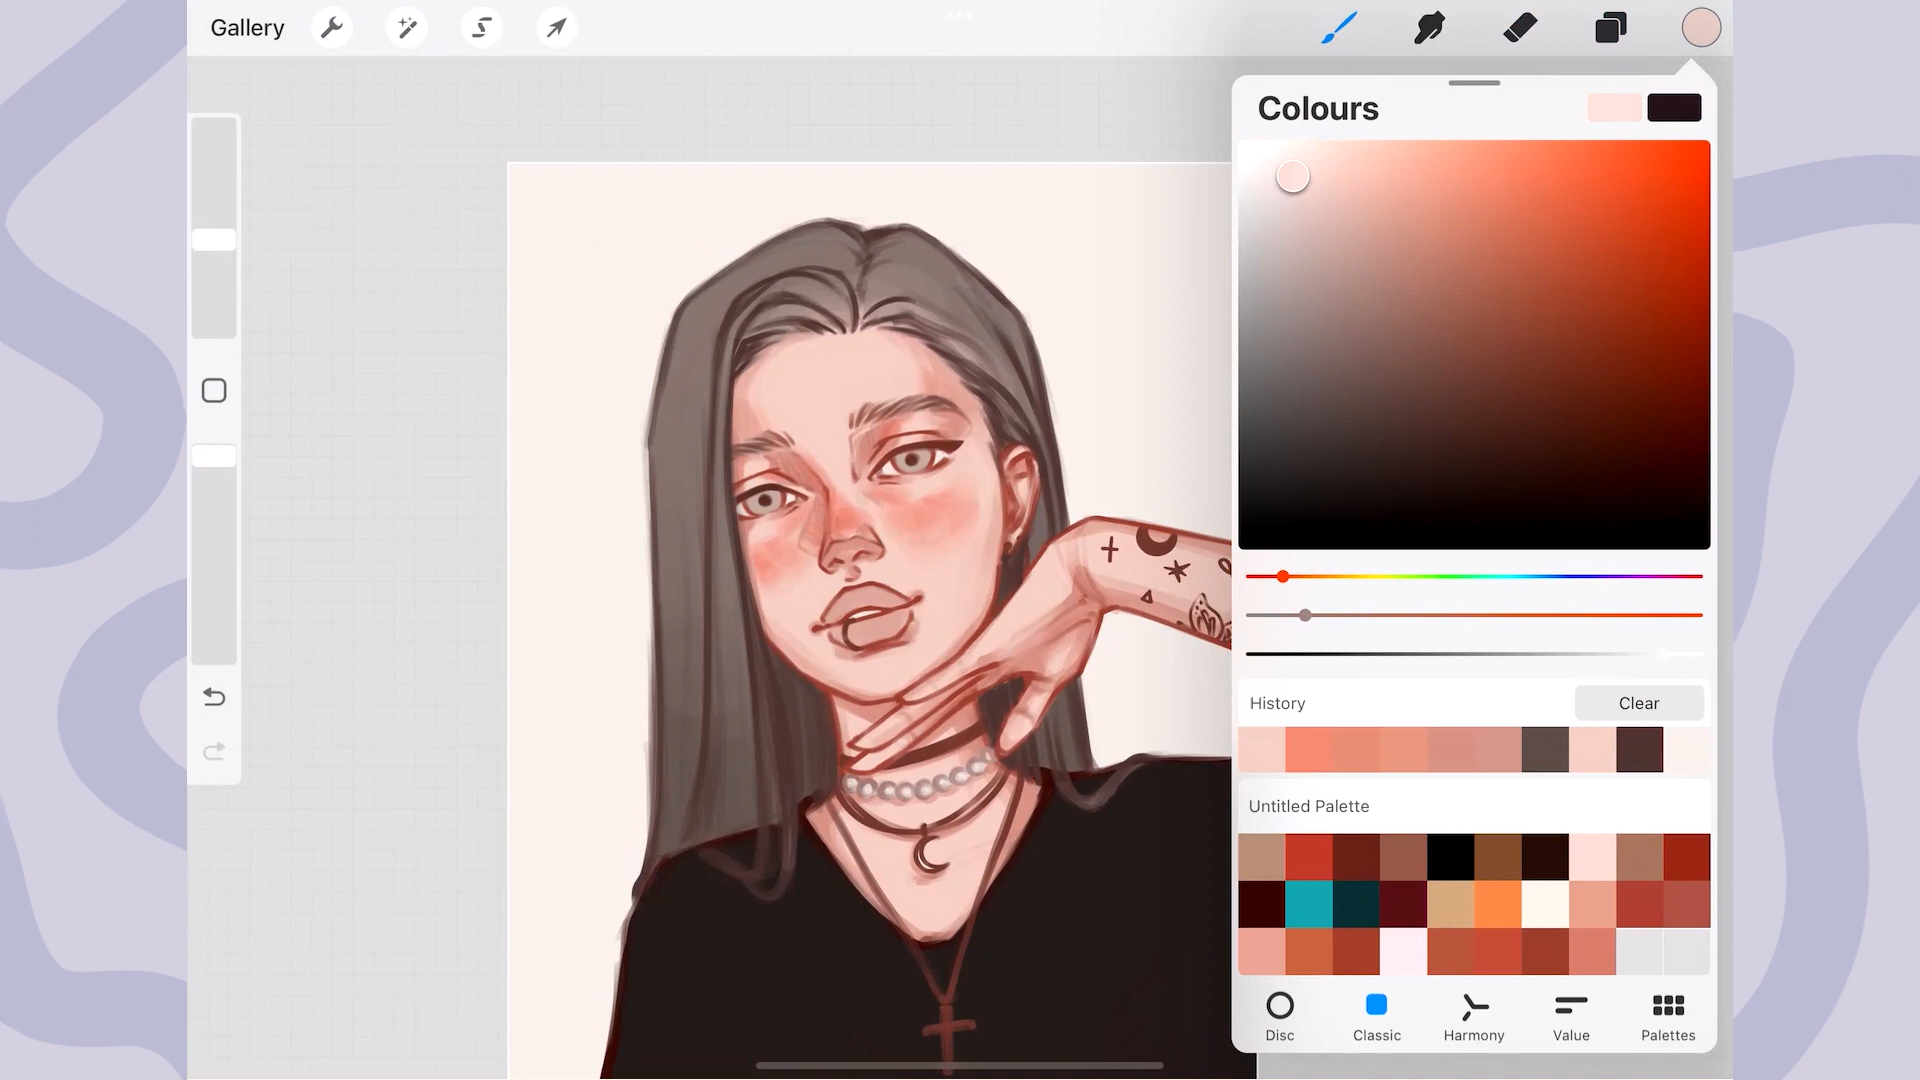 Gallery
Colours
History
Clear
Untitled Palette
Disc
Classic
Harmony
Value
Palettes